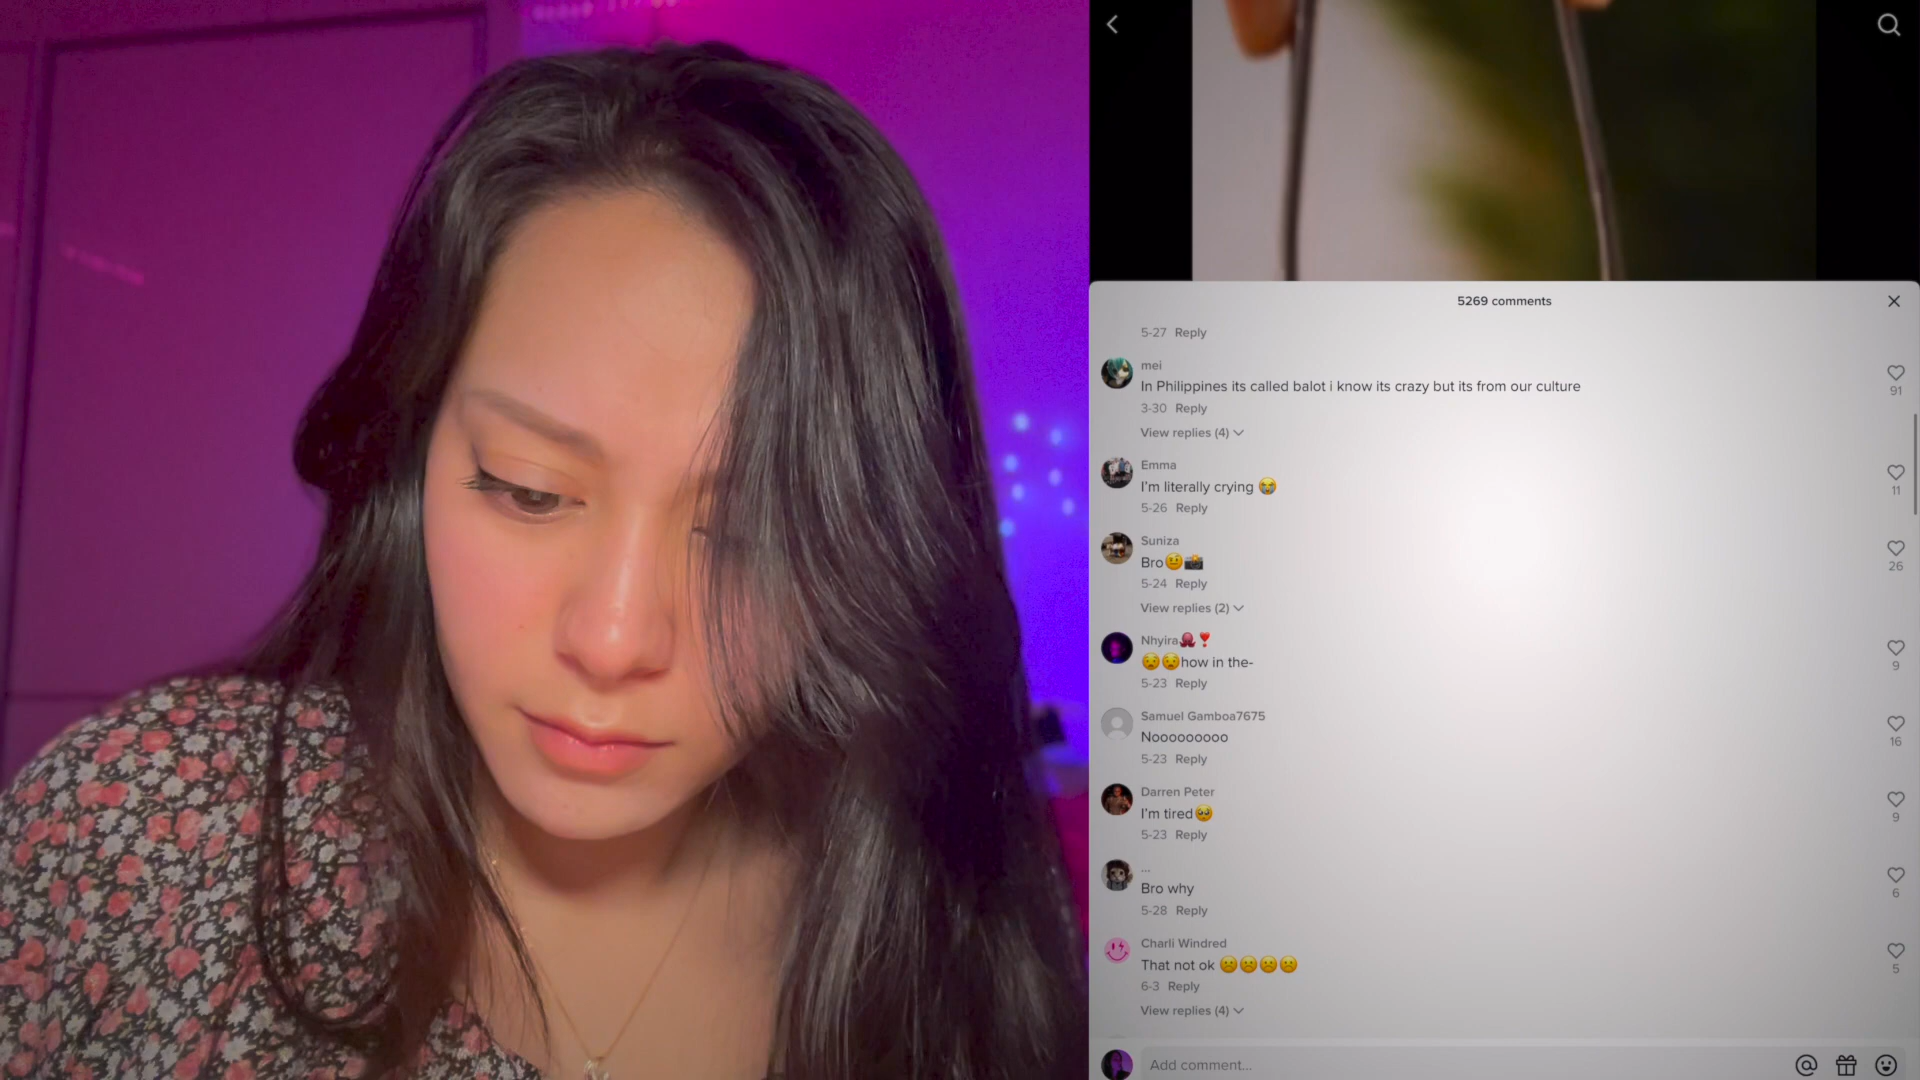 5269 comments
5-27 Reply
mei
In Philippines its called balot i know its crazy but its from our culture
91
3-30 Reply
View replies (4)
Emma
I'm literally crying 😭
11
5-26 Reply
Suniza
Bro🤨📸
26
5-24 Reply
View replies (2)
Nhyira🐙❣️
😧😧how in the-
9
5-23 Reply
Samuel Gamboa7675
Nooooooooo
16
5-23 Reply
Darren Peter
I'm tired🥺
9
5-23 Reply
...
Bro why
6
5-28 Reply
Charli Windred
That not ok ☹️☹️☹️☹️
5
6-3 Reply
View replies (4)
Add comment...